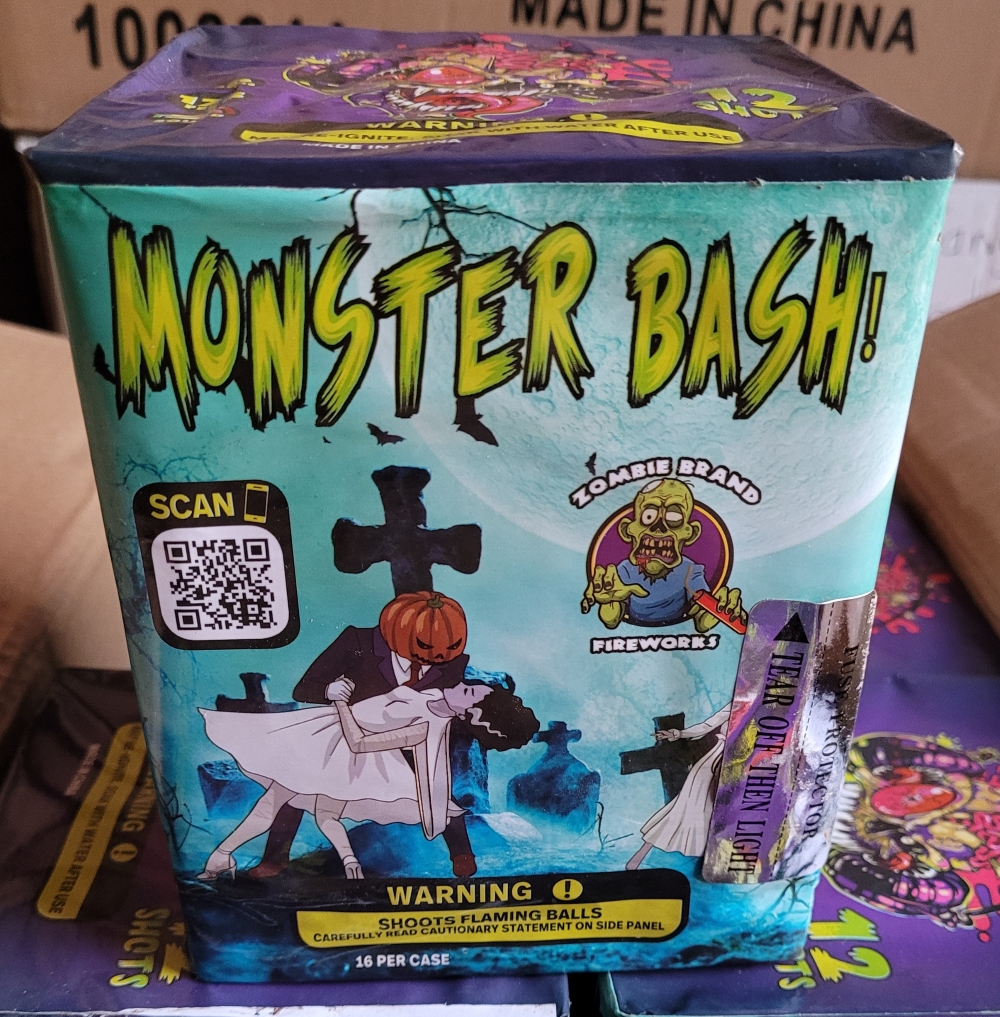 MADE IN CHINA
12
SHOT
WARNING
WITH WATER AFTER USE
MADE IN CHINA
MONSTER BASH!
SCAN
ZOMBIE BRAND
FIREWORKS
FUSE PROTECTOR
TEAR OFF THEN LIGHT
WARNING !
SHOOTS FLAMING BALLS
CAREFULLY READ CAUTIONARY STATEMENT ON SIDE PANEL
16 PER CASE
WITH WATER AFTER USE
SHOTS
12
SHOTS